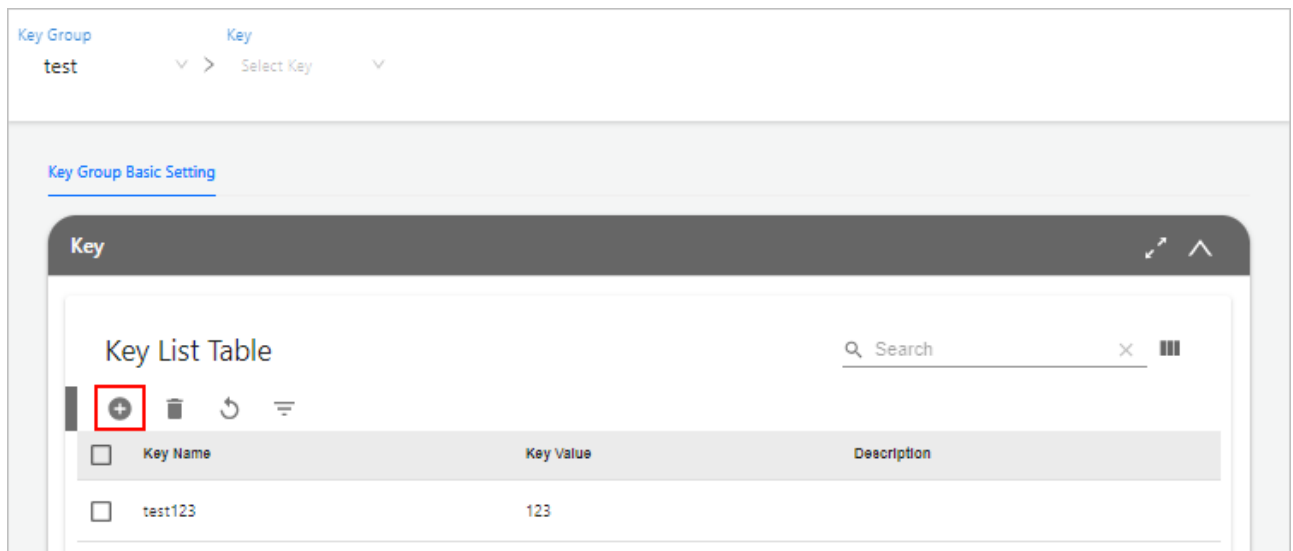 Key Group Key
test > Select Key
Key Group Basic Setting
Key
Key List Table Search
Key Name Key Value Description
test123 123